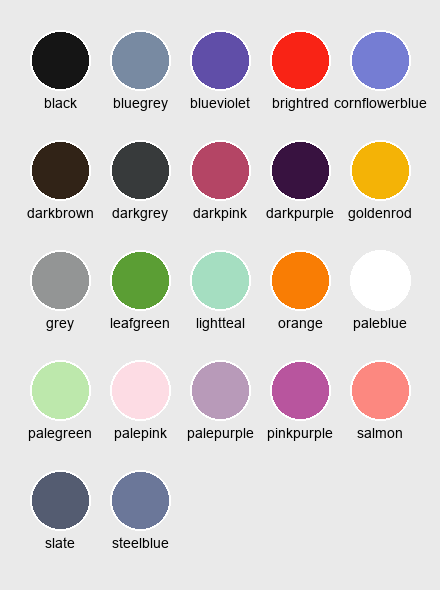 black bluegrey blueviolet brightred cornflowerblue
darkbrown darkgrey darkpink darkpurple goldenrod
grey leafgreen lightteal orange paleblue
palegreen palepink palepurple pinkpurple salmon
slate steelblue